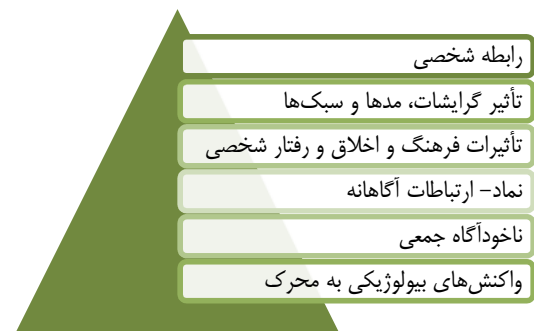 رابطه شخصی
تأثیر گرایشات، مدها و سبک‌ها
تأثیرات فرهنگ و اخلاق و رفتار شخصی
نماد- ارتباطات آگاهانه
ناخودآگاه جمعی
واکنش‌های بیولوژیکی به محرک